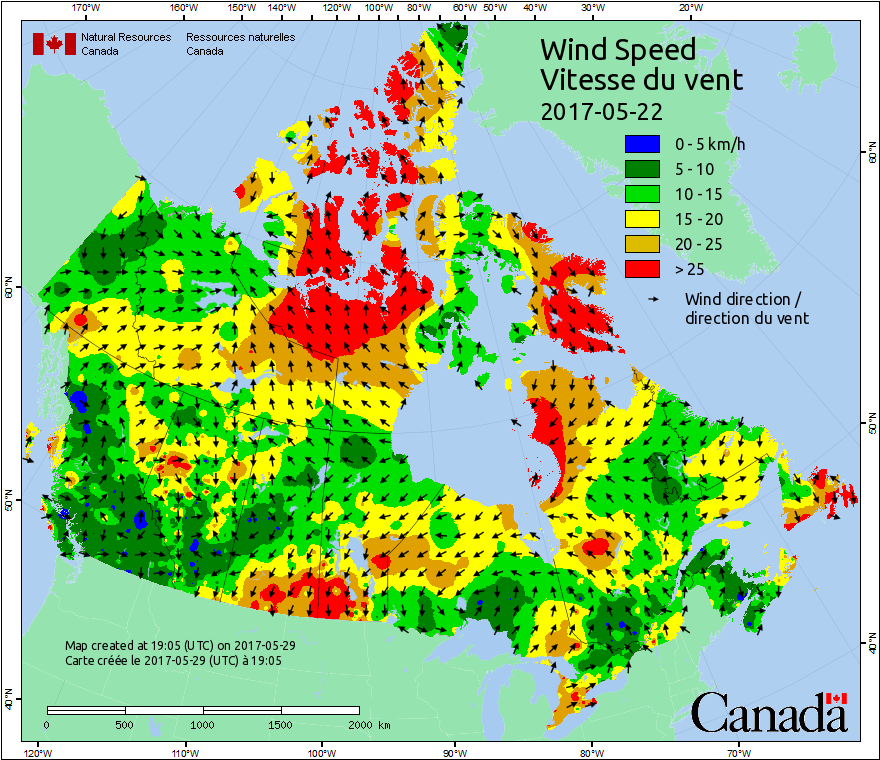 170°W 160°W 150°W 140°W 120°W 100°W 80°W 60°W 50°W 40°W 30°W 20°W
Natural Resources Ressources naturelles
Canada Canada
Wind Speed
Vitesse du vent
2017-05-22
0 - 5 km/h
5 - 10
10 - 15
15 - 20
20 - 25
> 25
Wind direction /
direction du vent
60°N
60°N
50°N
50°N
40°N
40°N
Map created at 19:05 (UTC) on 2017-05-29
Carte créée le 2017-05-29 (UTC) à 19:05
0 500 1000 1500 2000 km
Canada
120°W 110°W 100°W 90°W 80°W 70°W